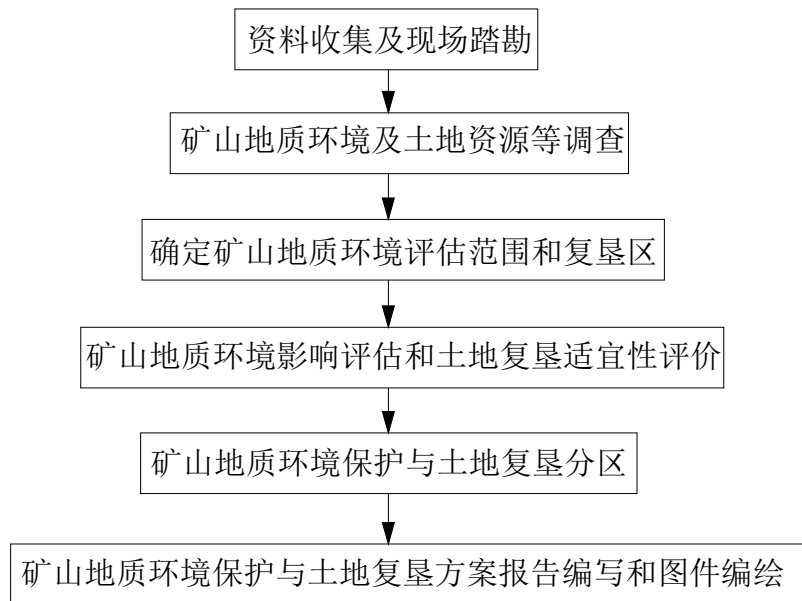 资料收集及现场踏勘
矿山地质环境及土地资源等调查
确定矿山地质环境评估范围和复垦区
矿山地质环境影响评估和土地复垦适宜性评价
矿山地质环境保护与土地复垦分区
矿山地质环境保护与土地复垦方案报告编写和图件编绘